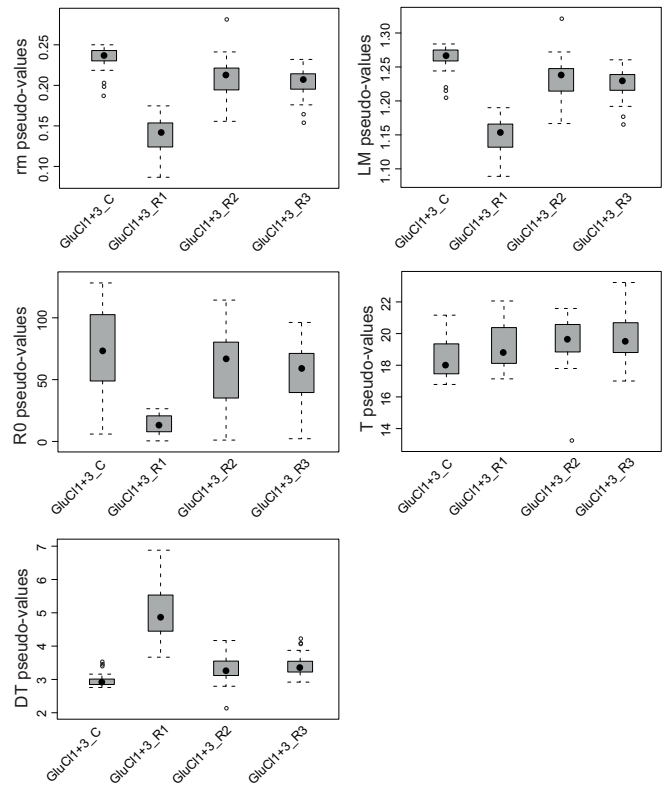 rm pseudo-values
0.25
0.20
0.15
0.10
GluCl1+3_C
GluCl1+3_R1
GluCl1+3_R2
GluCl1+3_R3
LM pseudo-values
1.30
1.25
1.20
1.15
1.10
GluCl1+3_C
GluCl1+3_R1
GluCl1+3_R2
GluCl1+3_R3
R0 pseudo-values
100
50
0
GluCl1+3_C
GluCl1+3_R1
GluCl1+3_R2
GluCl1+3_R3
T pseudo-values
22
20
18
16
14
GluCl1+3_C
GluCl1+3_R1
GluCl1+3_R2
GluCl1+3_R3
DT pseudo-values
7
6
5
4
3
2
GluCl1+3_C
GluCl1+3_R1
GluCl1+3_R2
GluCl1+3_R3